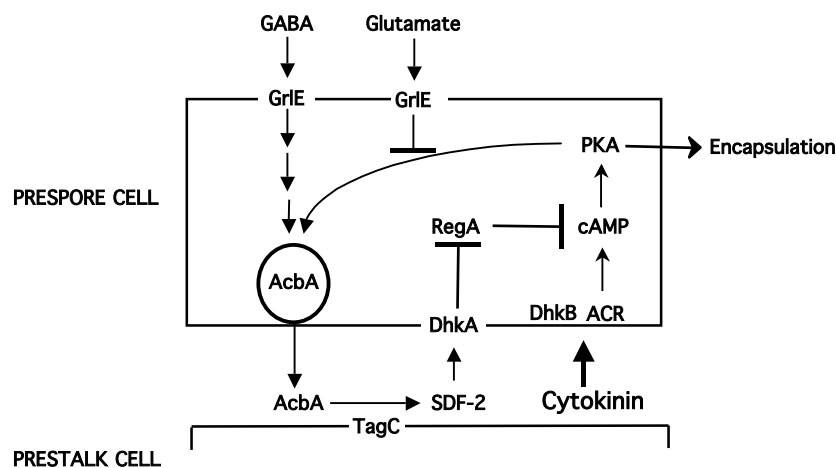 GABA Glutamate
GrlE GrlE
PKA Encapsulation
PRESPORE CELL
RegA cAMP
AcbA
DhkB ACR
DhkA
AcbA SDF-2 Cytokinin
TagC
PRESTALK CELL